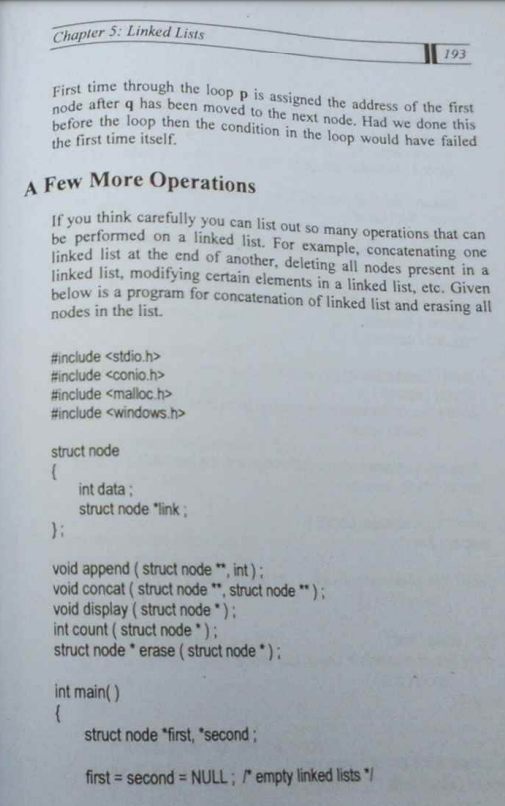 Chapter 5: Linked Lists
193
First time through the loop p is assigned the address of the first
node after q has been moved to the next node. Had we done this
before the loop then the condition in the loop would have failed
the first time itself.
A Few More Operations
If you think carefully you can list out so many operations that can
be performed on a linked list. For example, concatenating one
linked list at the end of another, deleting all nodes present in a
linked list, modifying certain elements in a linked list, etc. Given
below is a program for concatenation of linked list and erasing all
nodes in the list.
#include <stdio.h>
#include <conio.h>
#include <malloc.h>
#include <windows.h>
struct node
{
int data ;
struct node *link ;
};
void append ( struct node **, int ) ;
void concat ( struct node **, struct node ** ) ;
void display ( struct node * ) ;
int count ( struct node * ) ;
struct node * erase ( struct node * ) ;
int main( )
{
struct node *first, *second ;
first = second = NULL ; /* empty linked lists */